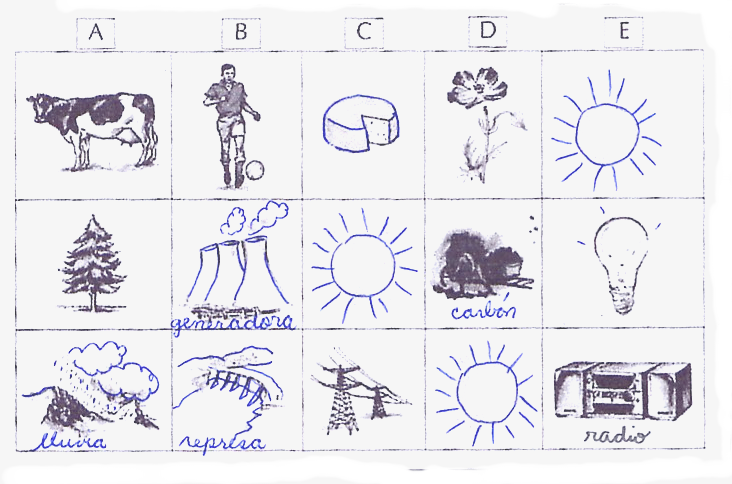 A B C D E
generadora
carbón
lluvia represa radio